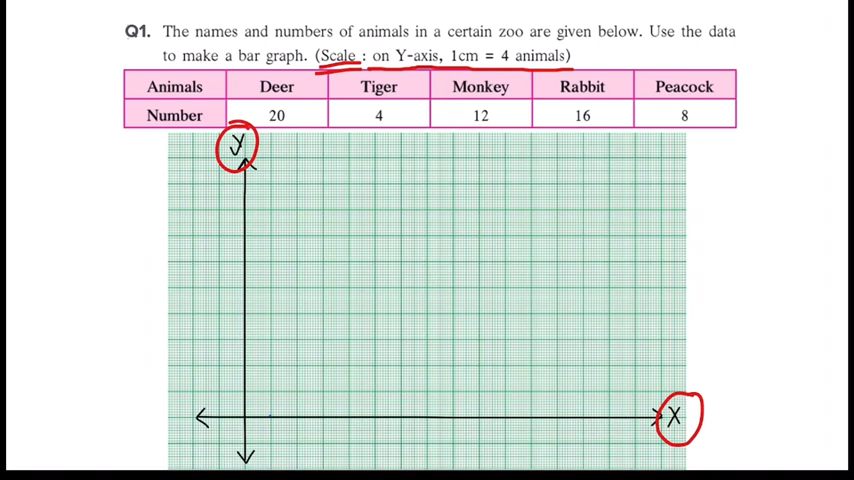 Q1. The names and numbers of animals in a certain zoo are given below. Use the data
to make a bar graph. (Scale : on Y-axis, 1cm = 4 animals)
Animals Deer Tiger Monkey Rabbit Peacock
Number 20 4 12 16 8
y
X